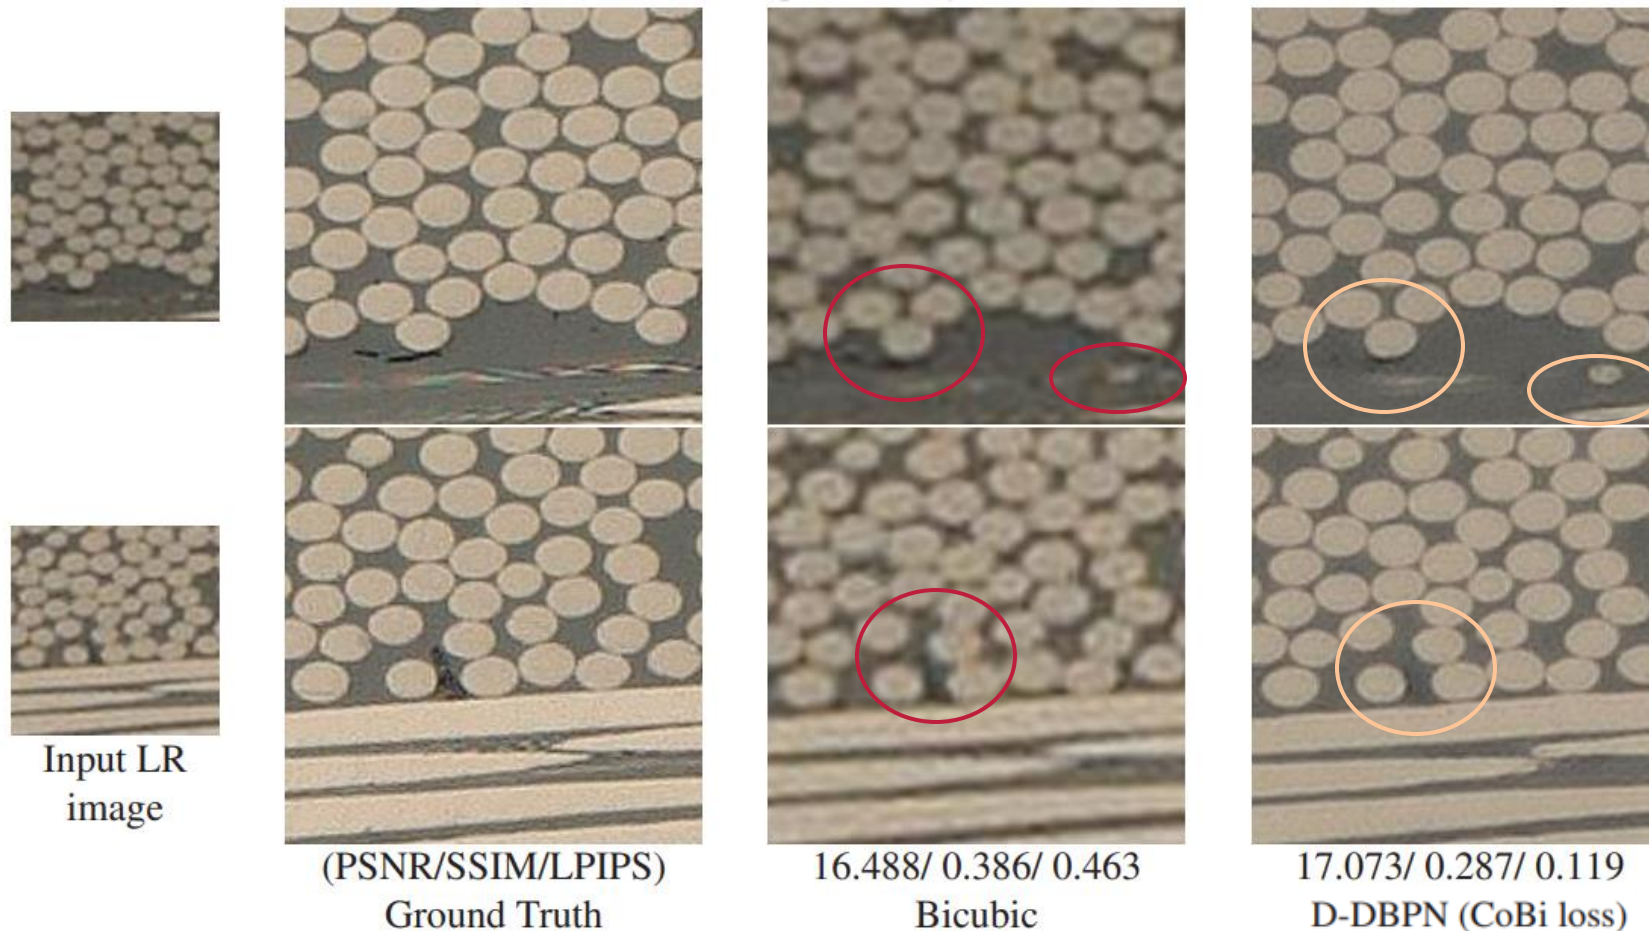 Input LR
image
(PSNR/SSIM/LPIPS)
Ground Truth
16.488/ 0.386/ 0.463
Bicubic
17.073/ 0.287/ 0.119
D-DBPN (CoBi loss)